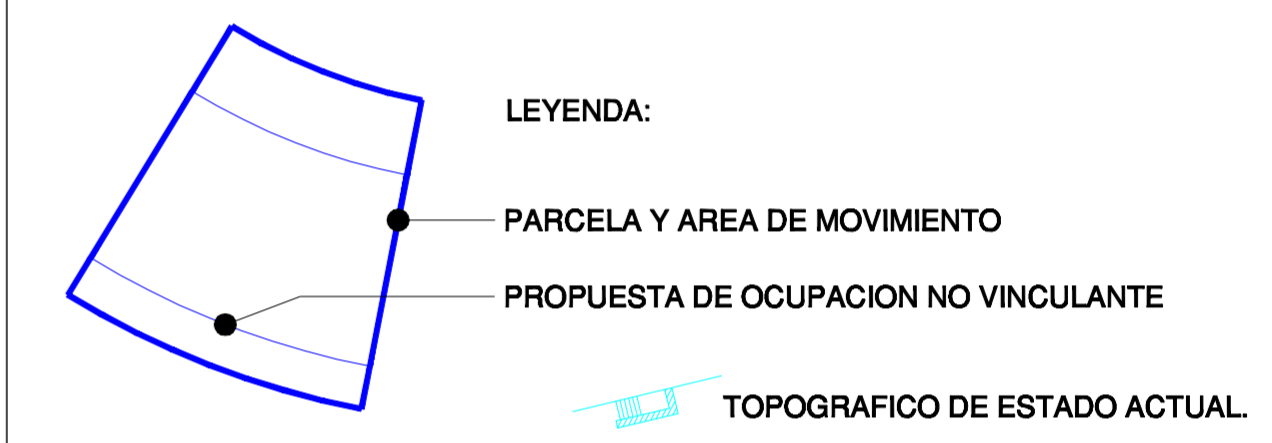 LEYENDA:
PARCELA Y AREA DE MOVIMIENTO
PROPUESTA DE OCUPACION NO VINCULANTE
TOPOGRAFICO DE ESTADO ACTUAL.